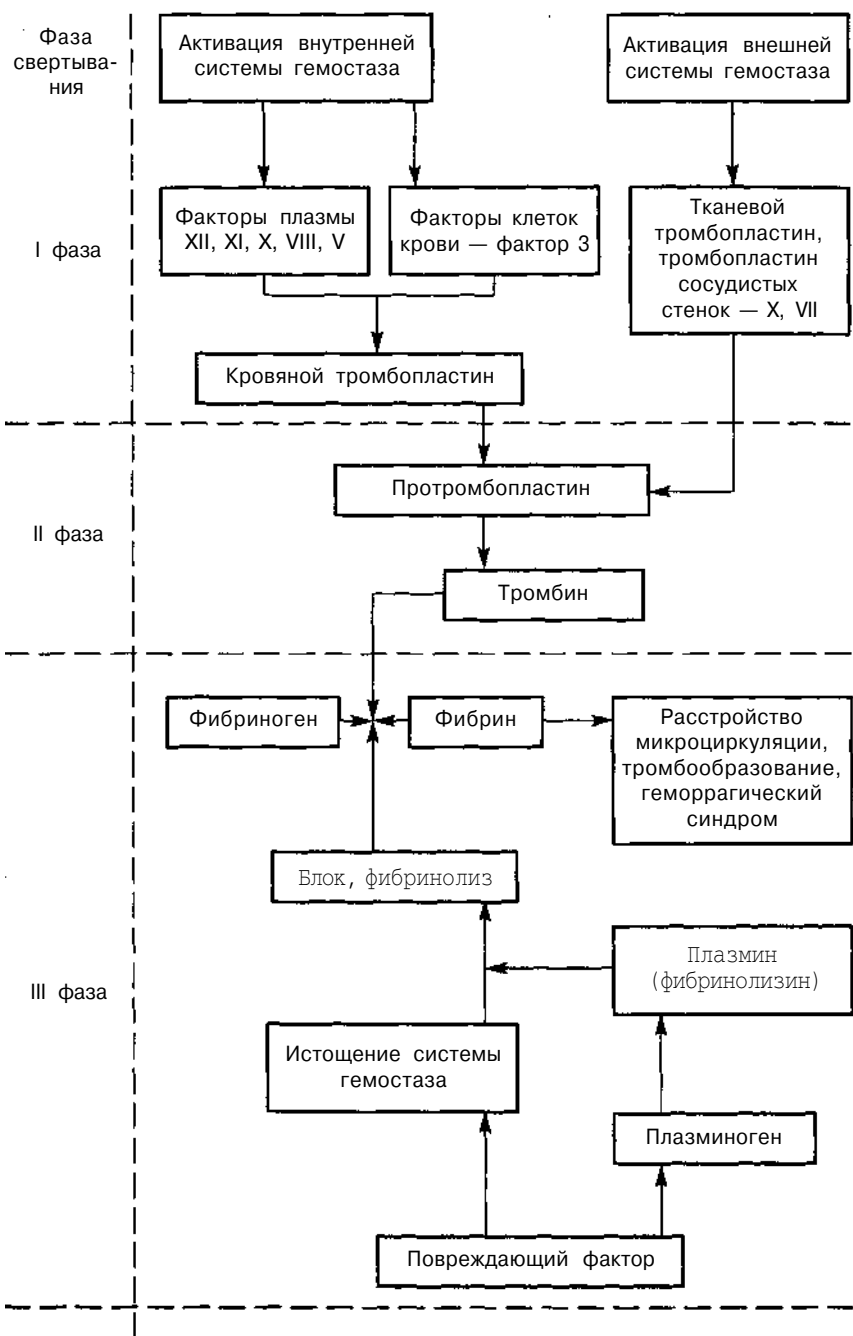 Фаза
свертыва-
ния
Активация внутренней
системы гемостаза
Активация внешней
системы гемостаза
I фаза
Факторы плазмы
XII, XI, X, VIII, V
Факторы клеток
крови — фактор 3
Тканевой
тромбопластин,
тромбопластин
сосудистых
стенок — X, VII
Кровяной тромбопластин
II фаза
Протромбопластин
Тромбин
III фаза
Фибриноген
Фибрин
Расстройство
микроциркуляции,
тромбообразование,
геморрагический
синдром
Блок, фибринолиз
Плазмин
(фибринолизин)
Истощение системы
гемостаза
Плазминоген
Повреждающий фактор